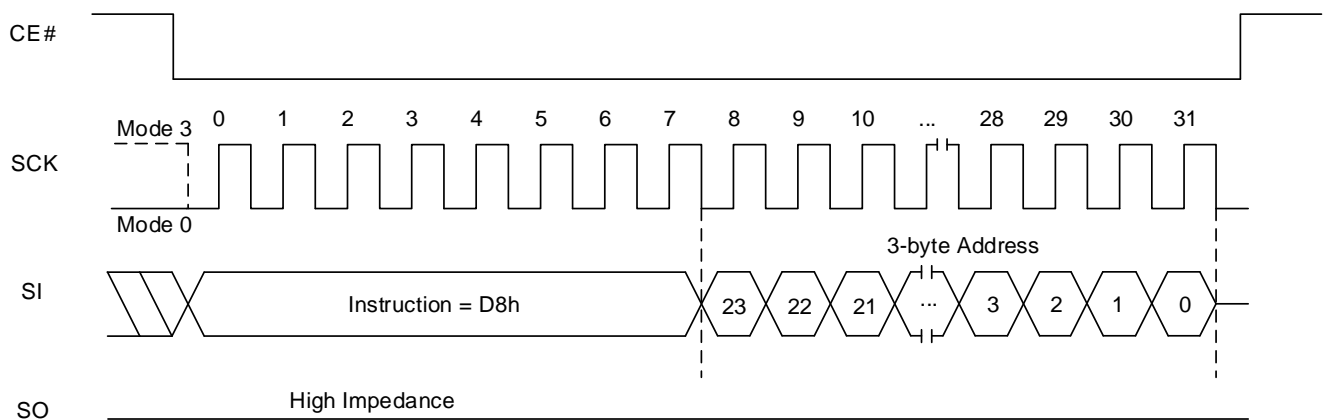 CE#
0 1 2 3 4 5 6 7 8 9 10 ... 28 29 30 31
Mode 3
SCK
Mode 0
3-byte Address
SI
Instruction = D8h
23 22 21 ... 3 2 1 0
High Impedance
SO